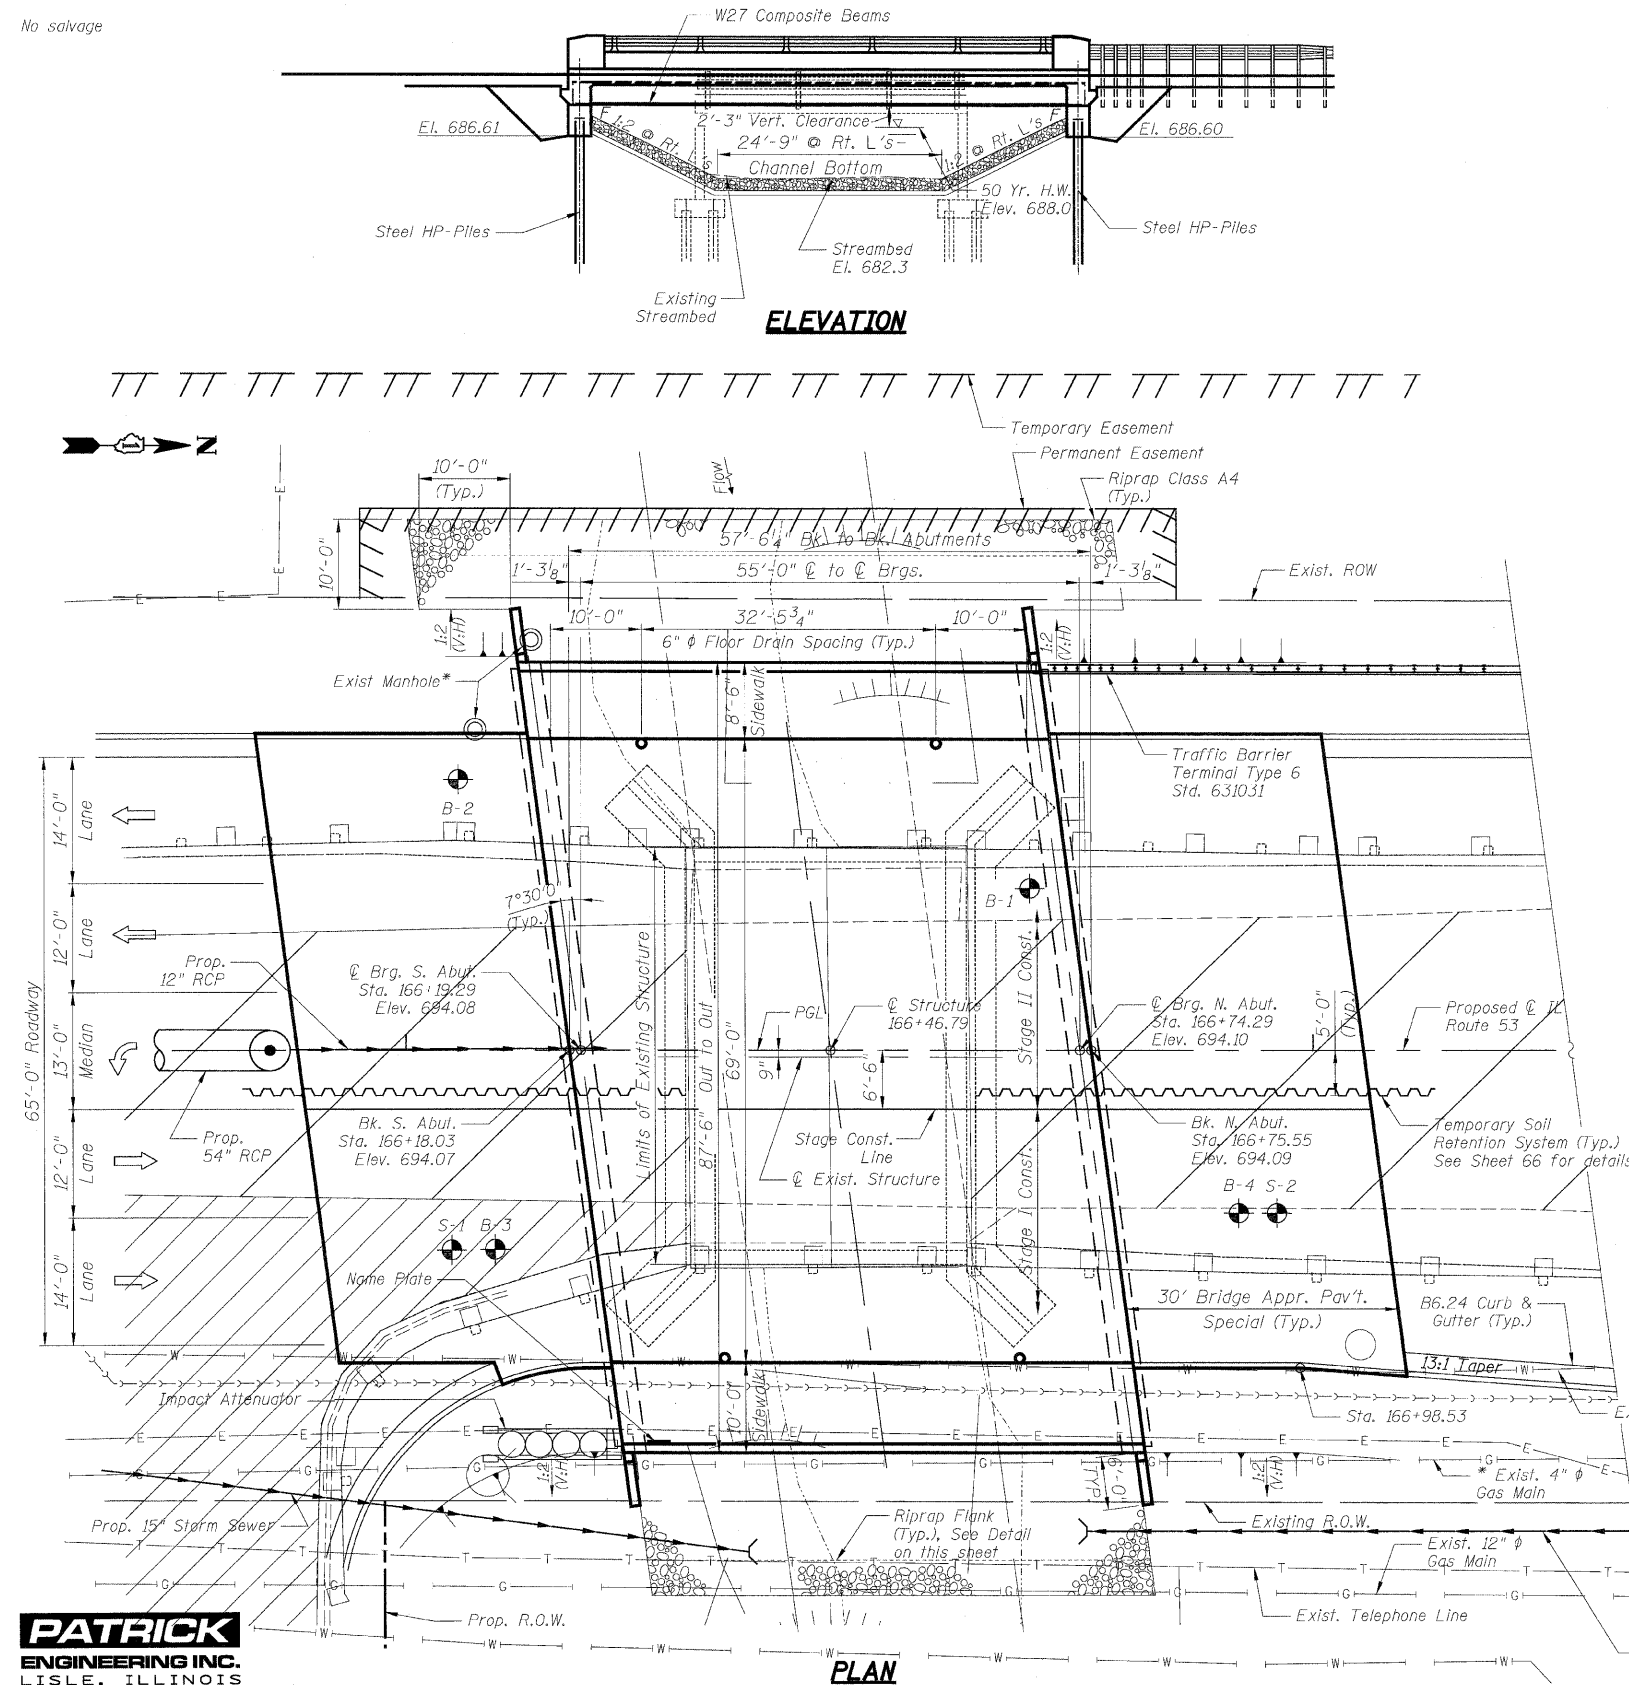 No salvage
W27 Composite Beams
El. 686.61
El. 686.60
F
1:2 @ Rt. L's
2'-3" Vert. Clearance
24'-9" @ Rt. L's
Channel Bottom
1:2 @ Rt. L's
F
50 Yr. H.W.
Elev. 688.0
Steel HP-Piles
Steel HP-Piles
Streambed
El. 682.3
Existing
Streambed
ELEVATION
Temporary Easement
Permanent Easement
N
E
10'-0"
(Typ.)
Flow
Riprap Class A4
(Typ.)
57'-6¼" Bk. to Bk. Abutments
10'-0"
1'-3⅛"
55'-0" ℄ to ℄ Brgs.
1'-3⅛"
Exist. ROW
E
E
E
1:2
(V:H)
10'-0"
32'-5¾"
10'-0"
1:2
(V:H)
6" φ Floor Drain Spacing (Typ.)
Exist Manhole*
8'-6"
Sidewalk
Traffic Barrier
Terminal Type 6
Std. 631031
B-2
14'-0"
Lane
7°30'0"
(Typ.)
B-1
12'-0"
Lane
Prop.
12" RCP
℄ Brg. S. Abut.
Sta. 166+19.29
Elev. 694.08
Limits of Existing Structure
87'-6" Out to Out
69'-0"
PGL
℄ Structure
166+46.79
Stage II Const.
℄ Brg. N. Abut.
Sta. 166+74.29
Elev. 694.10
5'-0"
(Typ.)
Proposed ℄ IL
Route 53
65'-0" Roadway
13'-0"
Median
9"
6'-6"
Prop.
54" RCP
Bk. S. Abut.
Sta. 166+18.03
Elev. 694.07
Stage Const.
Line
℄ Exist. Structure
Bk. N. Abut.
Sta. 166+75.55
Elev. 694.09
Temporary Soil
Retention System (Typ.)
See Sheet 66 for details
12'-0"
Lane
Stage I Const.
B-4 S-2
S-1 B-3
14'-0"
Lane
Name Plate
30' Bridge Appr. Pav't.
Special (Typ.)
B6.24 Curb &
Gutter (Typ.)
W
W
W
W
W
W
13:1 Taper
W
Impact Attenuator
10'-0"
Sidewalk
Sta. 166+98.53
E
E
E
E
E
E
E
E
E
E
G
G
G
G
G
G
1:2
(V:H)
10'-6"
(Typ.)
1:2
(V:H)
* Exist. 4" φ
Gas Main
Prop. 15" Storm Sewer
Riprap Flank
(Typ.), See Detail
on this sheet
Existing R.O.W.
Exist. 12" φ
Gas Main
T
T
T
T
T
T
T
T
G
G
G
G
G
G
Prop. R.O.W.
Exist. Telephone Line
W
W
W
W
W
W
W
W
PATRICK
ENGINEERING INC.
LISLE, ILLINOIS
PLAN